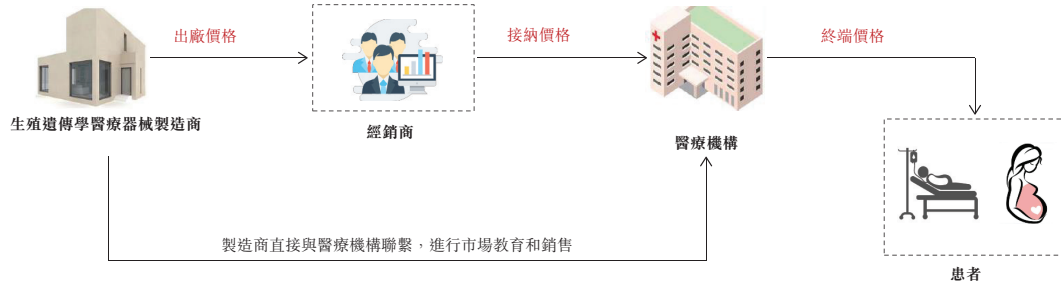 出廠價格
接納價格
終端價格
生殖遺傳學醫療器械製造商
經銷商
醫療機構
製造商直接與醫療機構聯繫，進行市場教育和銷售
患者